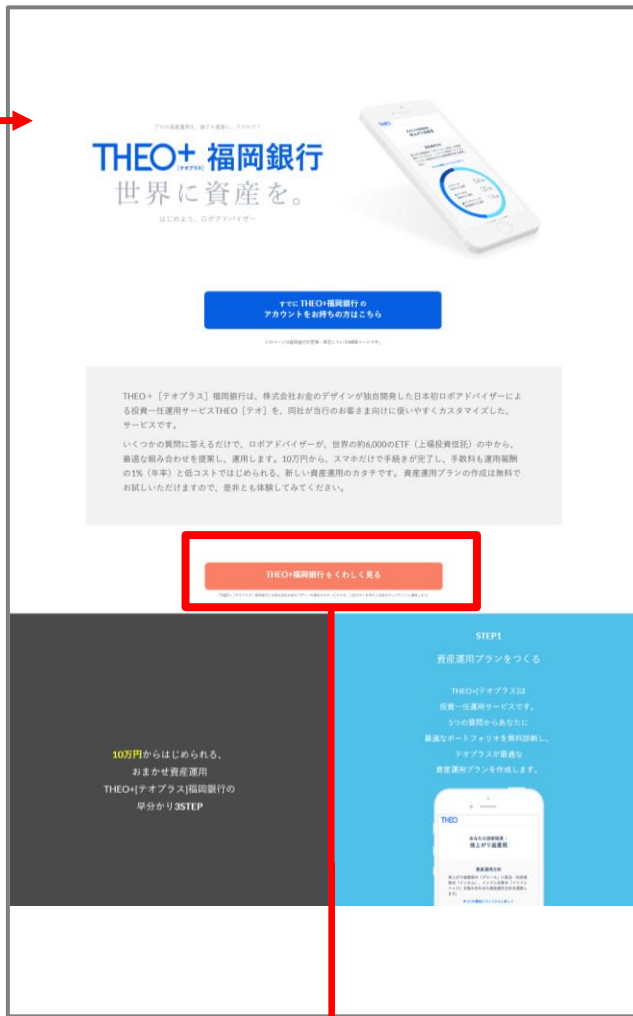 プロの資産運用を、誰でも簡単に、スマホで！
THEO+ 福岡銀行
[テオプラス]
世界に資産を。
はじめよう、ロボアドバイザー
THEO
すでにTHEO+福岡銀行の
アカウントをお持ちの方はこちら
THEO+［テオプラス］福岡銀行は、株式会社お金のデザインが独自開発した日本初ロボアドバイザーによ
る投資一任運用サービスTHEO［テオ］を、同社が当行のお客さま向けに使いやすくカスタマイズした、
サービスです。
いくつかの質問に答えるだけで、ロボアドバイザーが、世界の約6,000のETF（上場投資信託）の中から、
最適な組み合わせを提案し、運用します。10万円から、スマホだけで手続きが完了し、手数料も運用報酬
の1%（年率）と低コストではじめられる、新しい資産運用のカタチです。 資産運用プランの作成は無料で
お試しいただけますので、是非とも体験してみてください。
THEO+福岡銀行をくわしく見る
10万円からはじめられる、
おまかせ資産運用
THEO+[テオプラス]福岡銀行の
早分かり3STEP
STEP1
資産運用プランをつくる
THEO+[テオプラス]は
投資一任運用サービスです。
5つの質問からあなたに
最適なポートフォリオを無料診断し、
テオプラスが最適な
資産運用プランを作成します。
THEO
あなたの診断結果：
値上がり益重視
資産運用方針